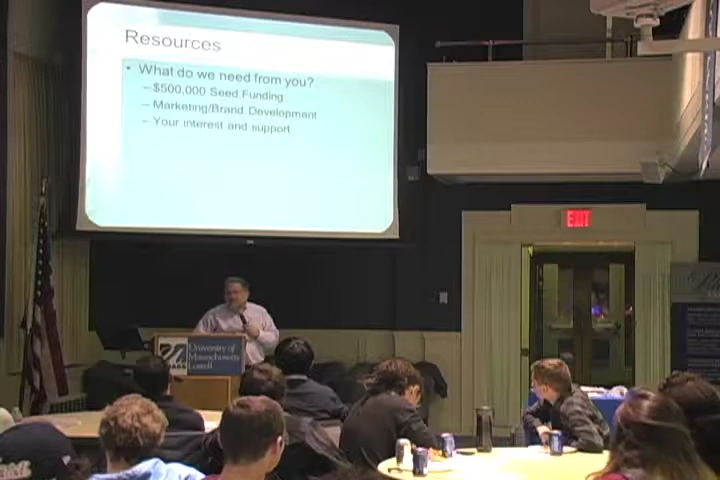 Resources
• What do we need from you?
– $500,000 Seed Funding
– Marketing/Brand Development
– Your interest and support
EXIT
University of
Massachusetts
Lowell